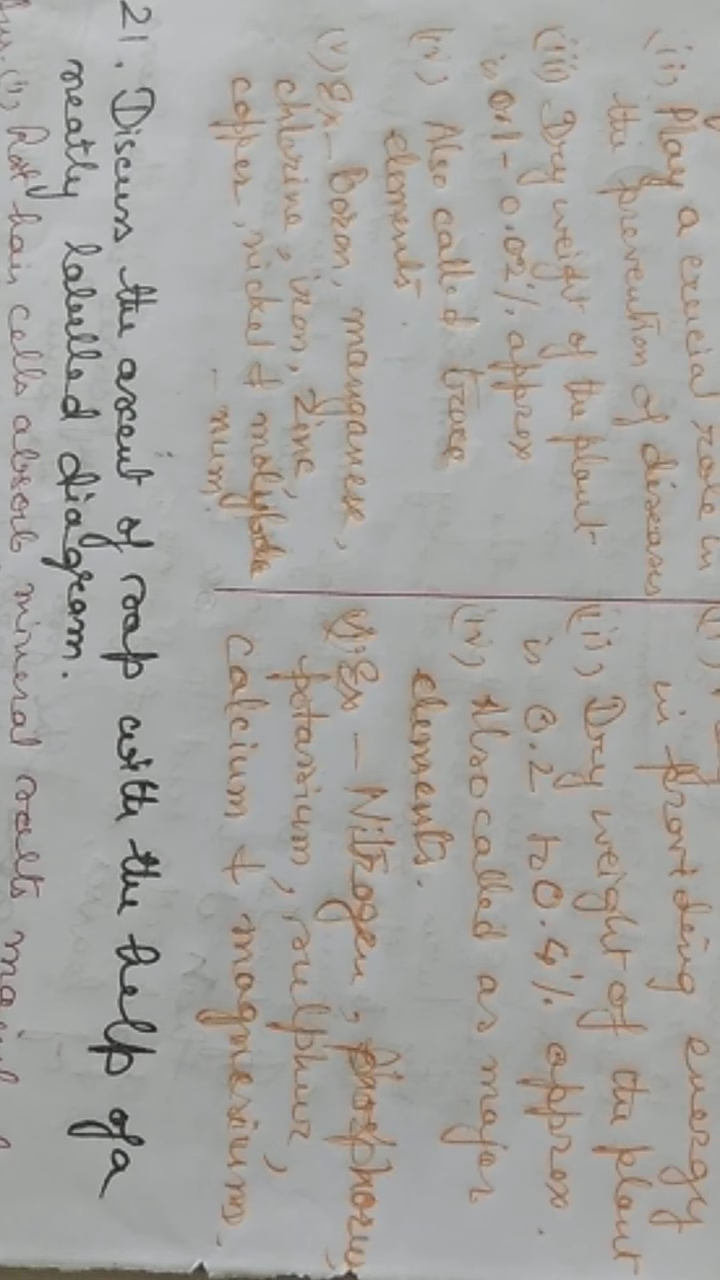 (ii) Play a crucial role in
the prevention of diseases
(iii) Dry weight of the plant
is 0.02% approx
(iv) Also called trace
elements.
(v) Ex - Boron, manganese,
chlorine, iron, zinc,
copper, nickel & molybde
- num.
in providing energy
(ii), Dry weight of the plant
is 0.2 to 0.4% approx.
(iv) Also called as major
elements.
Ex - Nitrogen, phosphorus,
potassium, sulphur,
calcium & magnesium.
21. Discuss the ascent of sap with the help of a
neatly labelled diagram.
(i) Root hair cells absorb mineral salts